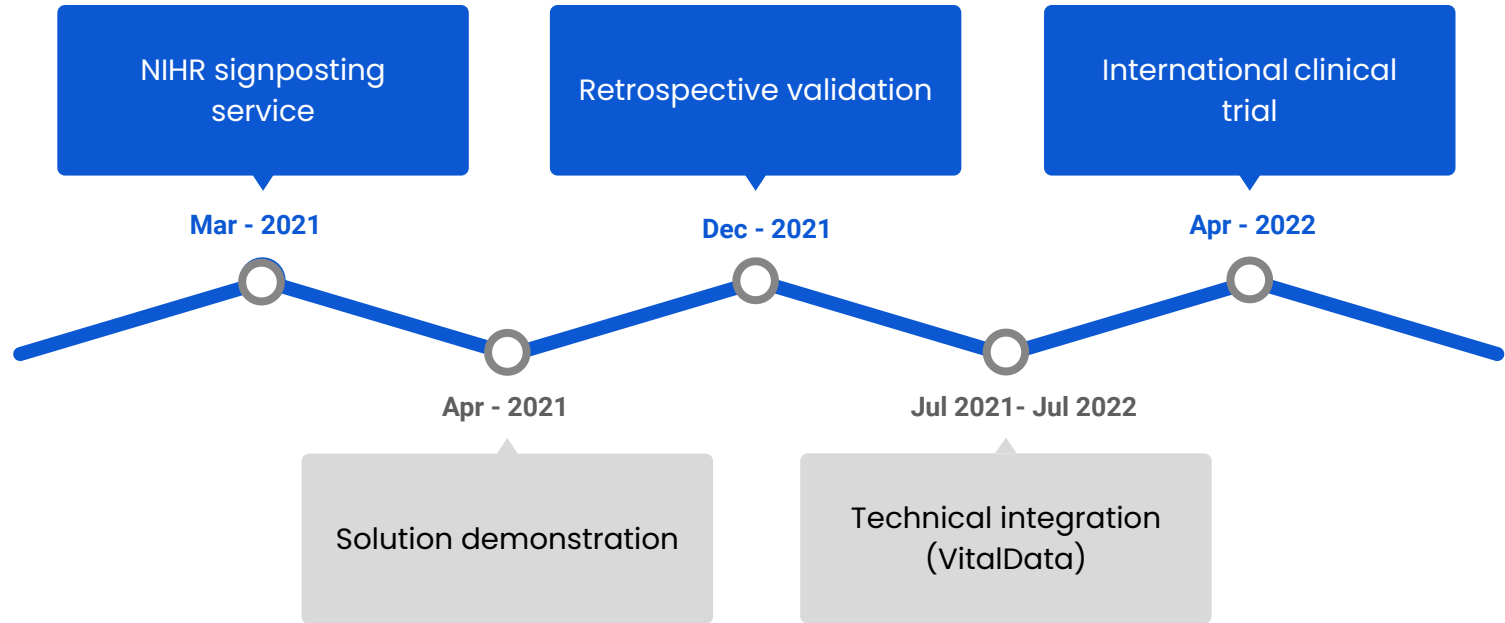 NIHR signposting
service
Retrospective validation
International clinical
trial
Mar - 2021
Dec - 2021
Apr - 2022
Apr - 2021
Jul 2021- Jul 2022
Solution demonstration
Technical integration
(VitalData)